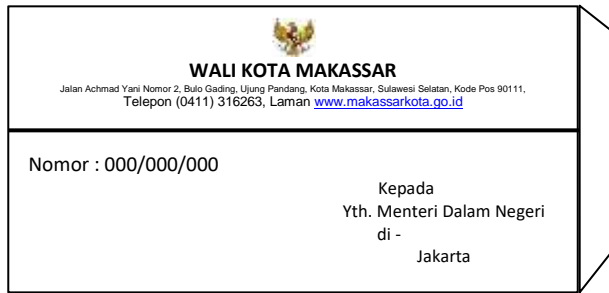 WALI KOTA MAKASSAR
Jalan Achmad Yani Nomor 2, Bulo Gading, Ujung Pandang, Kota Makassar, Sulawesi Selatan, Kode Pos 90111,
Telepon (0411) 316263, Laman www.makassarkota.go.id
Nomor : 000/000/000
Kepada
Yth. Menteri Dalam Negeri
di -
Jakarta